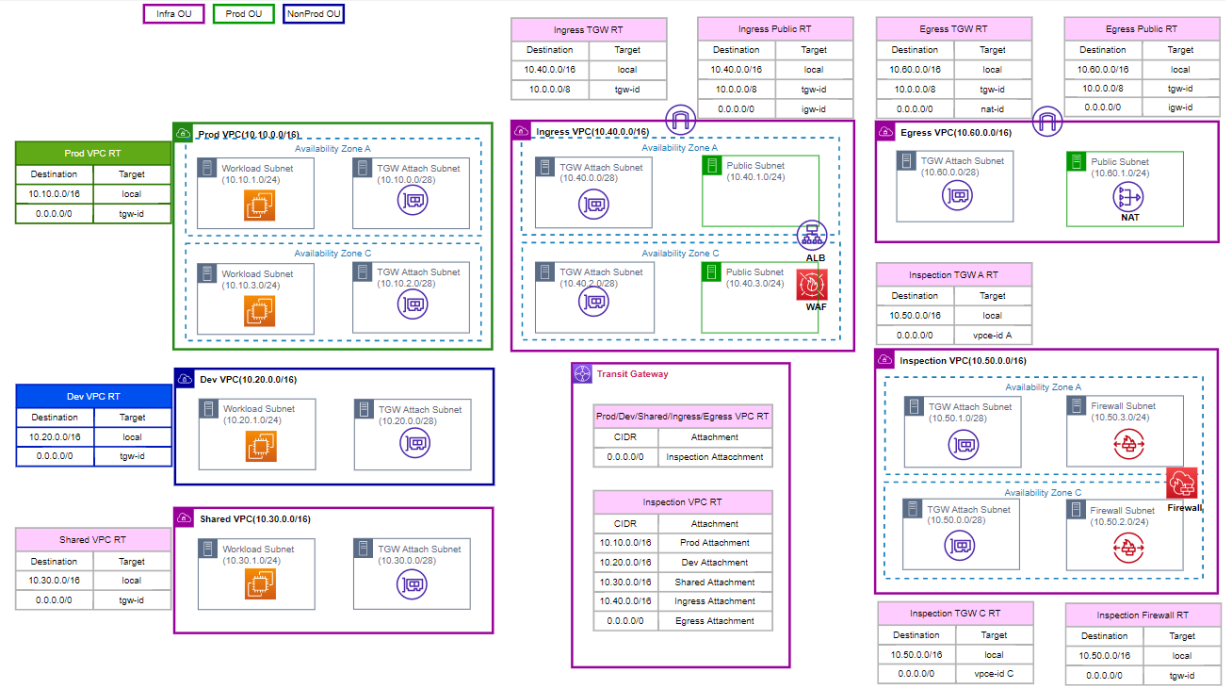 Infra OU
Prod OU
NonProd OU
Ingress TGW RT
Destination Target
10.40.0.0/16 local
10.0.0.0/8 tgw-id
Ingress Public RT
Destination Target
10.40.0.0/16 local
10.0.0.0/8 tgw-id
0.0.0.0/0 igw-id
Egress TGW RT
Destination Target
10.60.0.0/16 local
10.0.0.0/8 tgw-id
0.0.0.0/0 nat-id
Egress Public RT
Destination Target
10.60.0.0/16 local
10.0.0.0/8 tgw-id
0.0.0.0/0 igw-id
Prod VPC RT
Destination Target
10.10.0.0/16 local
0.0.0.0/0 tgw-id
Prod VPC(10.10.0.0/16)
Availability Zone A
Workload Subnet
(10.10.1.0/24)
TGW Attach Subnet
(10.10.0.0/28)
Availability Zone C
Workload Subnet
(10.10.3.0/24)
TGW Attach Subnet
(10.10.2.0/28)
Ingress VPC(10.40.0.0/16)
Availability Zone A
TGW Attach Subnet
(10.40.0.0/28)
Public Subnet
(10.40.1.0/24)
Availability Zone C
TGW Attach Subnet
(10.40.2.0/28)
Public Subnet
(10.40.3.0/24)
ALB
WAF
Egress VPC(10.60.0.0/16)
TGW Attach Subnet
(10.60.0.0/28)
Public Subnet
(10.60.1.0/24)
NAT
Inspection TGW A RT
Destination Target
10.50.0.0/16 local
0.0.0.0/0 vpce-id A
Dev VPC RT
Destination Target
10.20.0.0/16 local
0.0.0.0/0 tgw-id
Dev VPC(10.20.0.0/16)
Workload Subnet
(10.20.1.0/24)
TGW Attach Subnet
(10.20.0.0/28)
Transit Gateway
Prod/Dev/Shared/Ingress/Egress VPC RT
CIDR Attachment
0.0.0.0/0 Inspection Attacchment
Inspection VPC RT
CIDR Attachment
10.10.0.0/16 Prod Attachment
10.20.0.0/16 Dev Attachment
10.30.0.0/16 Shared Attachment
10.40.0.0/16 Ingress Attachment
0.0.0.0/0 Egress Attachment
Inspection VPC(10.50.0.0/16)
Availability Zone A
TGW Attach Subnet
(10.50.1.0/28)
Firewall Subnet
(10.50.3.0/24)
Availability Zone C
TGW Attach Subnet
(10.50.0.0/28)
Firewall Subnet
(10.50.2.0/24)
Firewall
Shared VPC RT
Destination Target
10.30.0.0/16 local
0.0.0.0/0 tgw-id
Shared VPC(10.30.0.0/16)
Workload Subnet
(10.30.1.0/24)
TGW Attach Subnet
(10.30.0.0/28)
Inspection TGW C RT
Destination Target
10.50.0.0/16 local
0.0.0.0/0 vpce-id C
Inspection Firewall RT
Destination Target
10.50.0.0/16 local
0.0.0.0/0 tgw-id